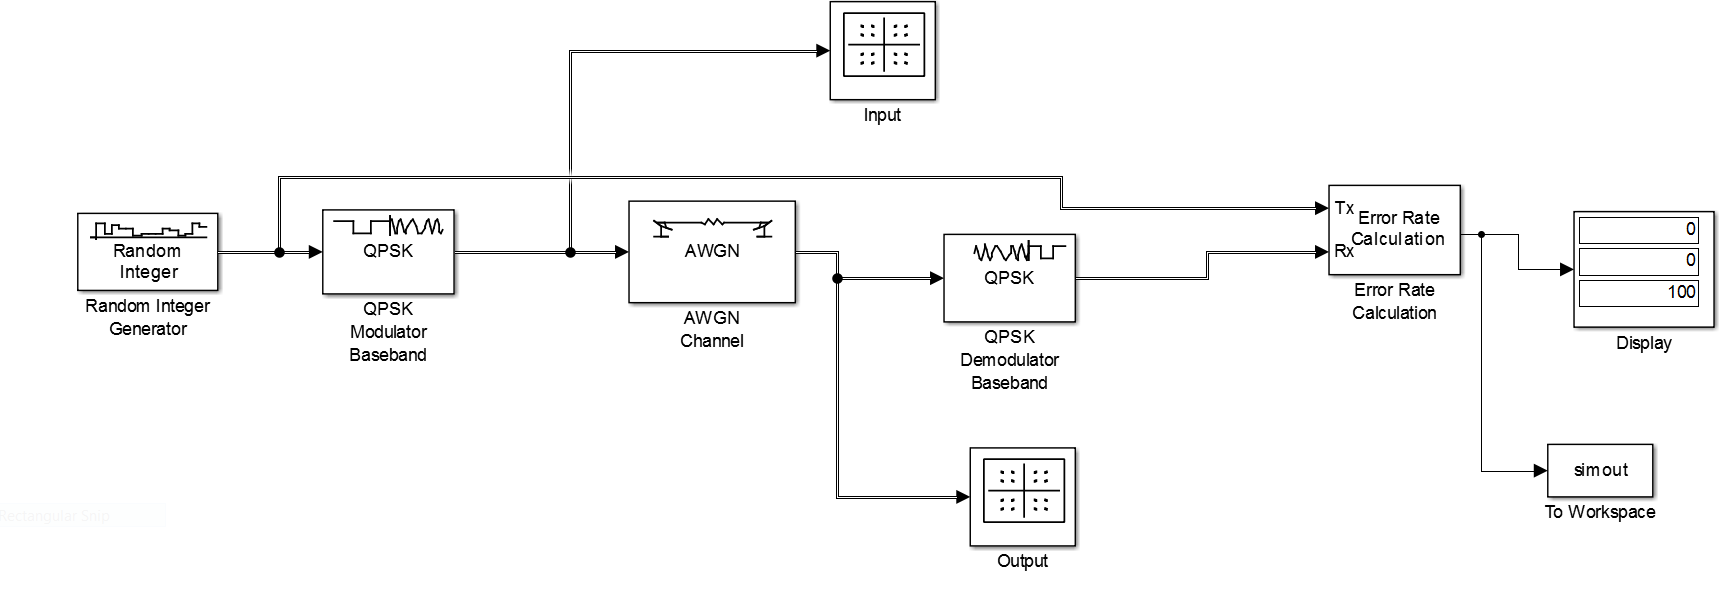 Input
Random
Integer
Random Integer
Generator
QPSK
QPSK
Modulator
Baseband
AWGN
AWGN
Channel
QPSK
QPSK
Demodulator
Baseband
Output
Tx
Rx
Error Rate
Calculation
Error Rate
Calculation
0
0
100
Display
simout
To Workspace
Rectangular Snip